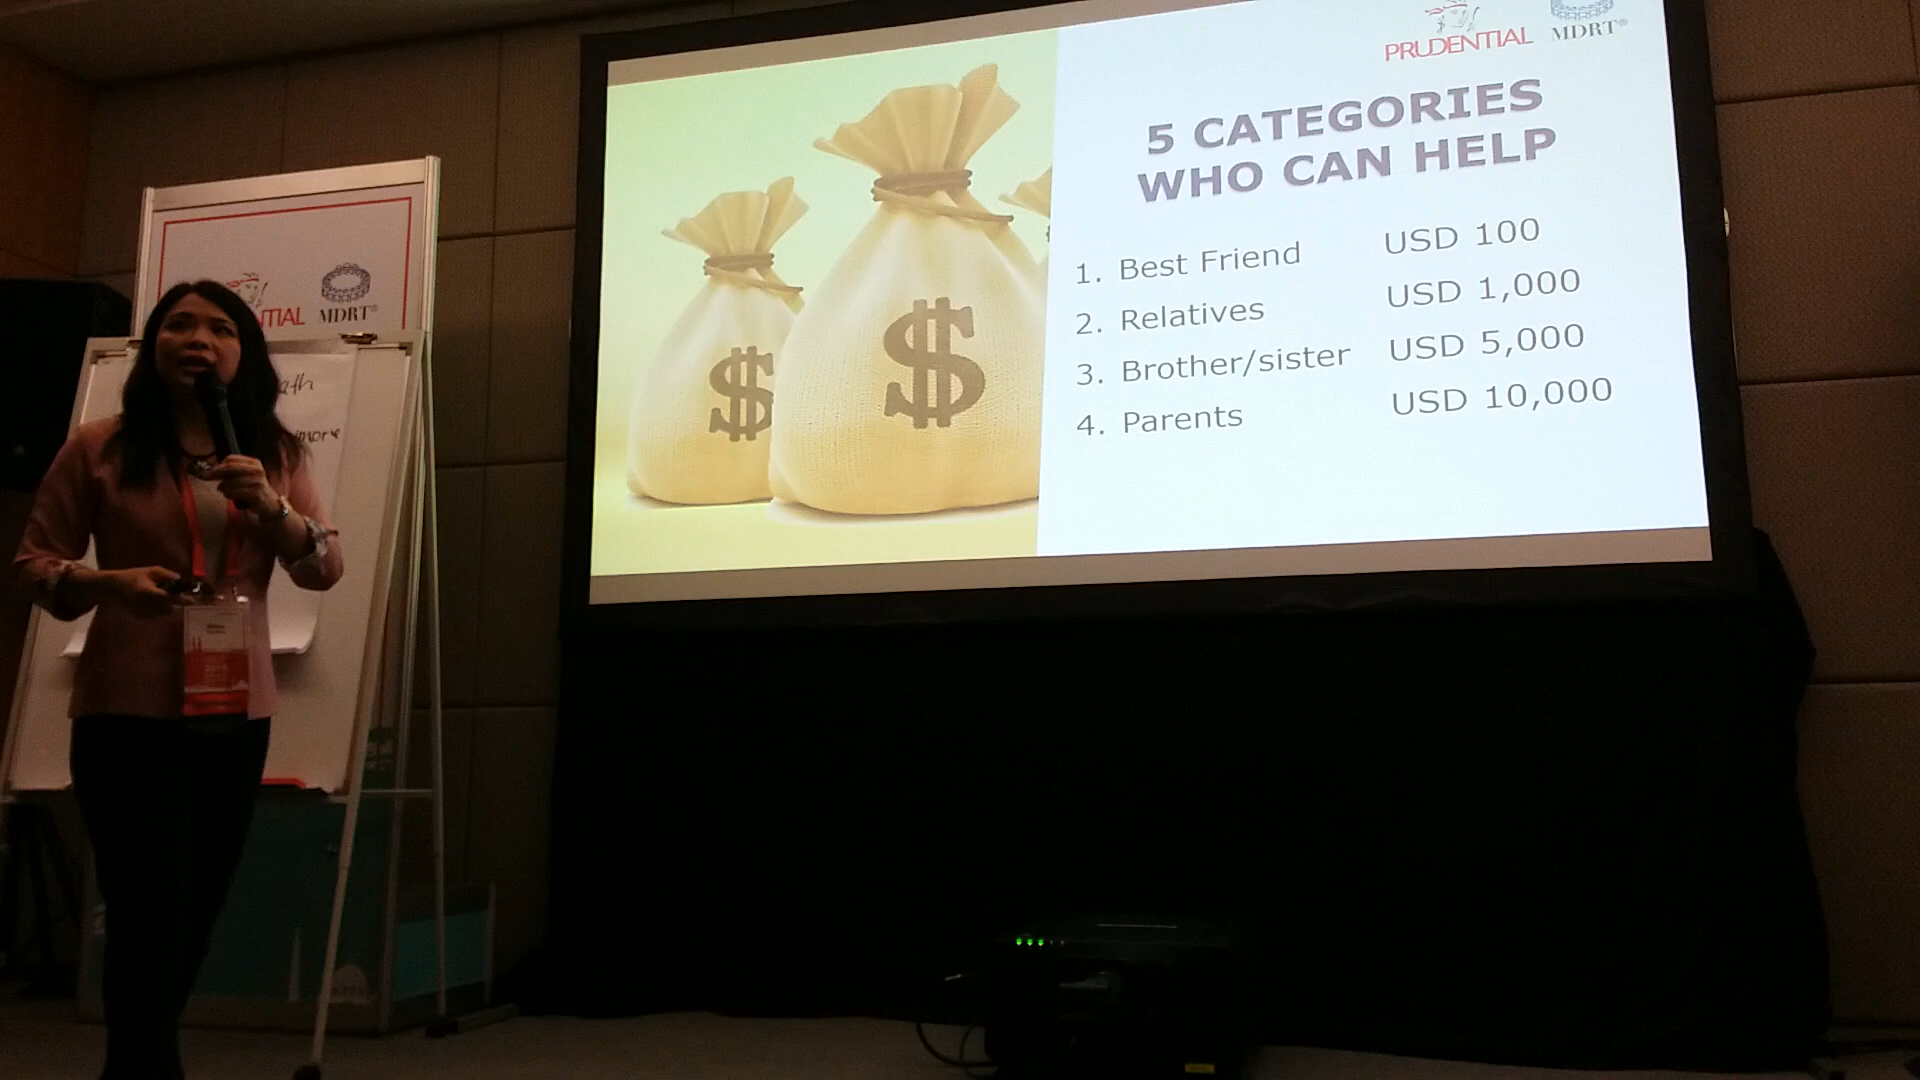 PRUDENTIAL
MDRT®
5 CATEGORIES
WHO CAN HELP
1. Best Friend USD 100
2. Relatives USD 1,000
3. Brother/sister USD 5,000
4. Parents USD 10,000
$
$
NTIAL
MDRT®